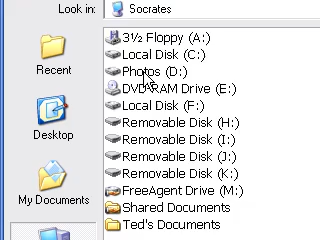 Look in: Socrates
3½ Floppy (A:)
Local Disk (C:)
Photos (D:)
DVD-RAM Drive (E:)
Local Disk (F:)
Removable Disk (H:)
Removable Disk (I:)
Removable Disk (J:)
Removable Disk (K:)
FreeAgent Drive (M:)
Shared Documents
Ted's Documents
Recent
Desktop
My Documents